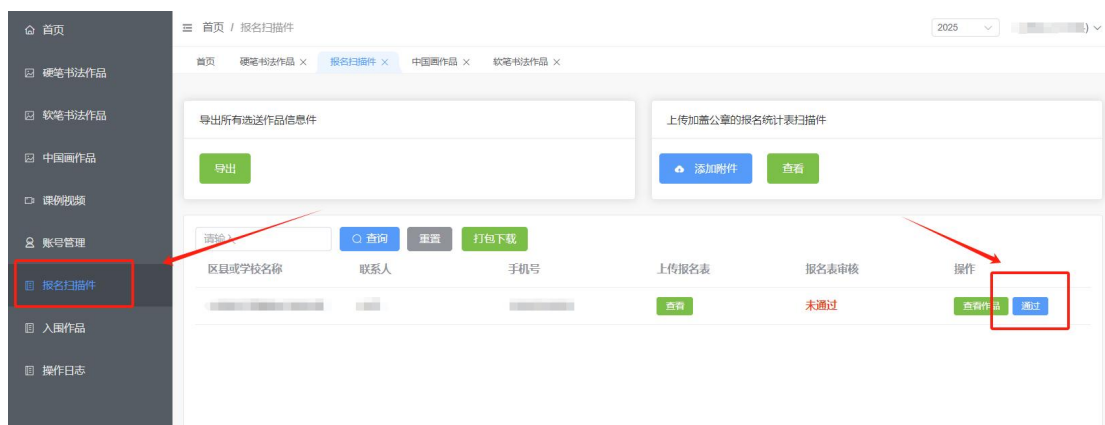 首页
硬笔书法作品
软笔书法作品
中国画作品
课例视频
账号管理
报名扫描件
入围作品
操作日志
首页 / 报名扫描件
2025
)
首页 硬笔书法作品 × 报名扫描件 × 中国画作品 × 软笔书法作品 ×
导出所有选送作品信息件
导出
上传加盖公章的报名统计表扫描件
添加附件 查看
请输入 查询 重置 打包下载
区县或学校名称 联系人 手机号 上传报名表 报名表审核 操作
查看 未通过 查看作品 通过